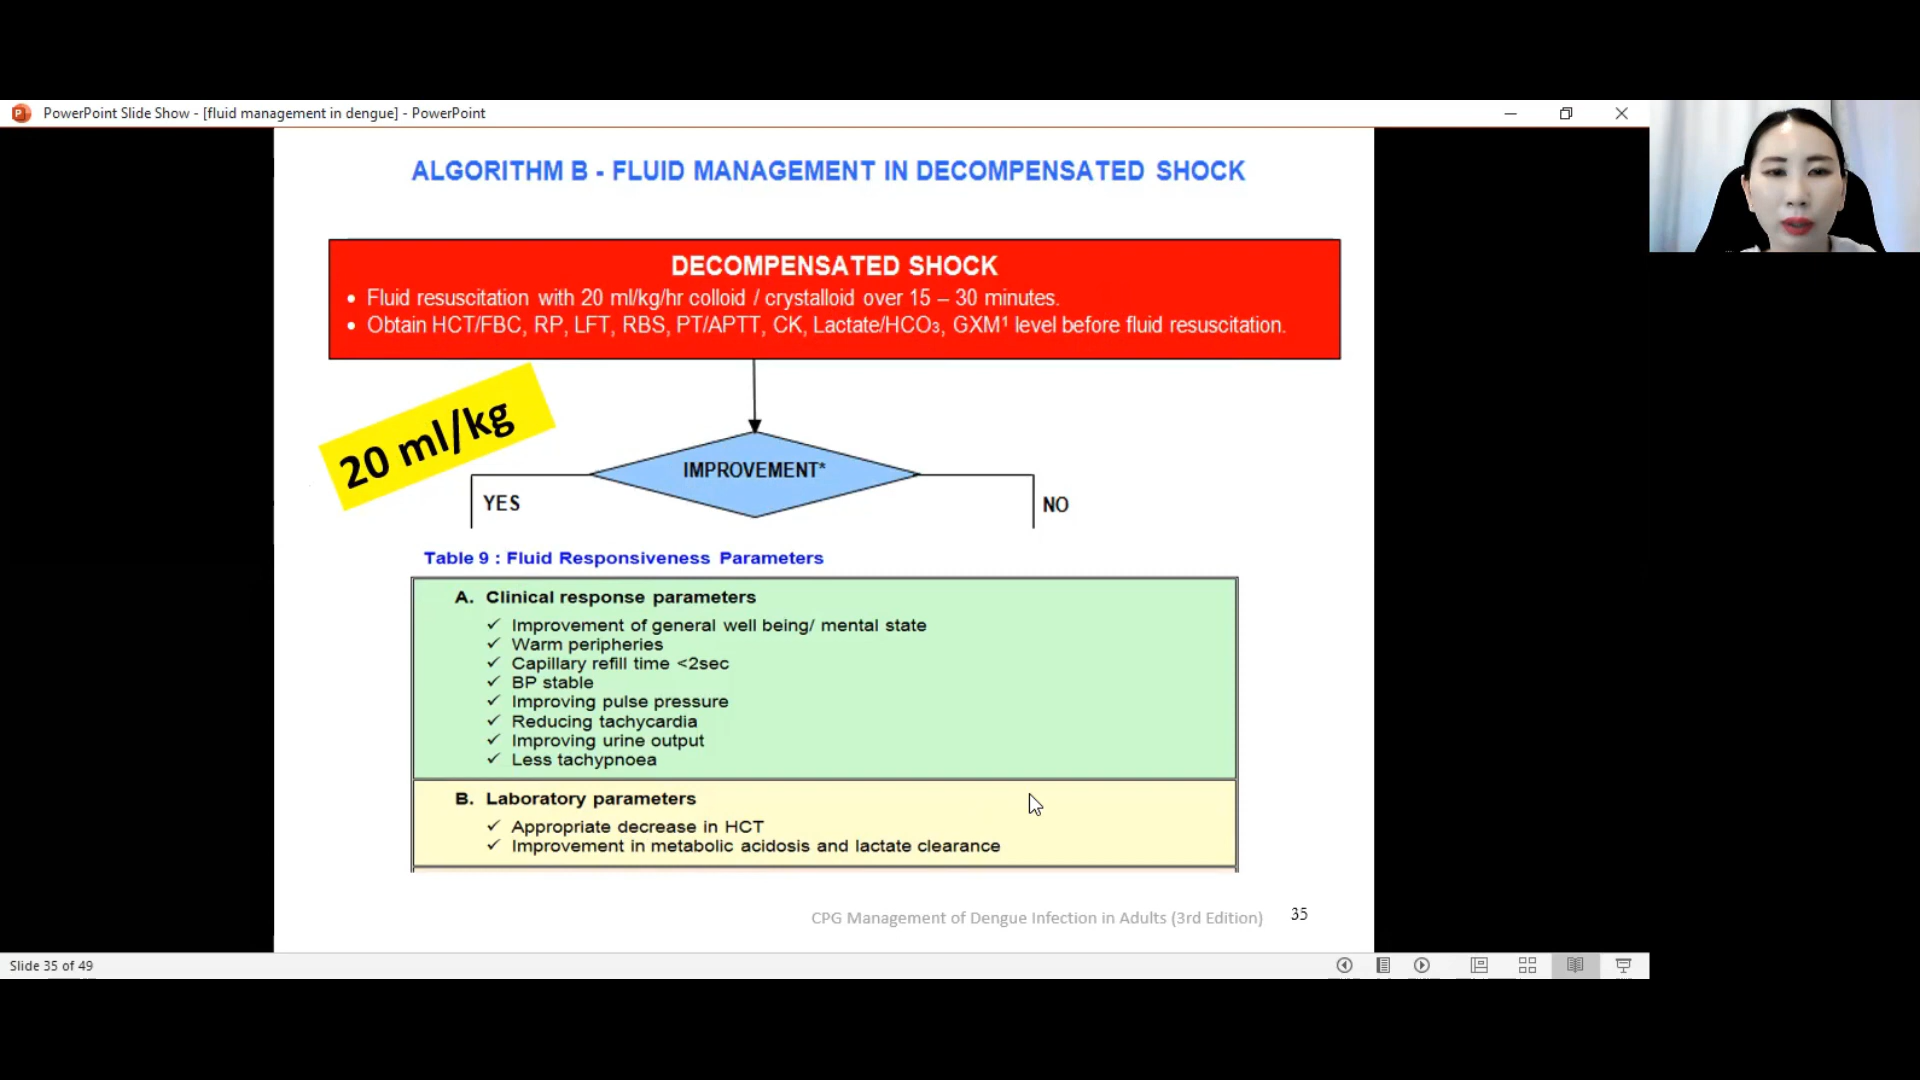 PowerPoint Slide Show - [fluid management in dengue] - PowerPoint
ALGORITHM B - FLUID MANAGEMENT IN DECOMPENSATED SHOCK
DECOMPENSATED SHOCK
• Fluid resuscitation with 20 ml/kg/hr colloid / crystalloid over 15 – 30 minutes.
• Obtain HCT/FBC, RP, LFT, RBS, PT/APTT, CK, Lactate/HCO₃, GXM¹ level before fluid resuscitation.
20 ml/kg
IMPROVEMENT*
YES
NO
Table 9 : Fluid Responsiveness Parameters
A. Clinical response parameters
✓ Improvement of general well being/ mental state
✓ Warm peripheries
✓ Capillary refill time <2sec
✓ BP stable
✓ Improving pulse pressure
✓ Reducing tachycardia
✓ Improving urine output
✓ Less tachypnoea
B. Laboratory parameters
✓ Appropriate decrease in HCT
✓ Improvement in metabolic acidosis and lactate clearance
CPG Management of Dengue Infection in Adults (3rd Edition) 35
Slide 35 of 49